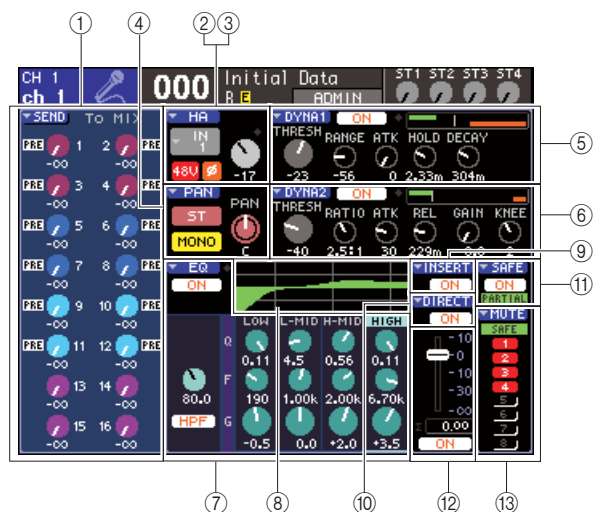 ① ④ ② ③
CH 1
ch 1
000
Initial Data
R E ADMIN
ST1 ST2 ST3 ST4
SEND To MIX
PRE 1 2 PRE
-∞ -∞
PRE 3 4 PRE
-∞ -∞
PRE 5 6 PRE
-∞ -∞
PRE 7 8 PRE
-∞ -∞
PRE 9 10 PRE
-∞ -∞
PRE 11 12 PRE
-∞ -∞
13 14
-∞ -∞
15 16
-∞ -∞
HA
IN
1
48V Ø
-17
DYNA1 ON
THRESH RANGE ATK HOLD DECAY
-23 -56 0 2.33m 304m
⑤
PAN
ST PAN
MONO C
DYNA2 ON
THRESH RATIO ATK REL GAIN KNEE
-40 2.5:1 30 229m 2
⑥
⑨
EQ
ON
INSERT
ON
DIRECT
ON
SAFE
ON
PARTIAL
⑪
MUTE
SAFE
1
2
3
4
5
6
7
8
LOW L-MID H-MID HIGH
Q 0.11 4.5 0.56 0.11
80.0 F 190 1.00k 2.00k 6.70k
HPF G -0.5 0.0 +2.0 +3.5
-10
-0
-10
-30
-∞
Σ 0.00
ON
⑦ ⑧ ⑩ ⑫ ⑬